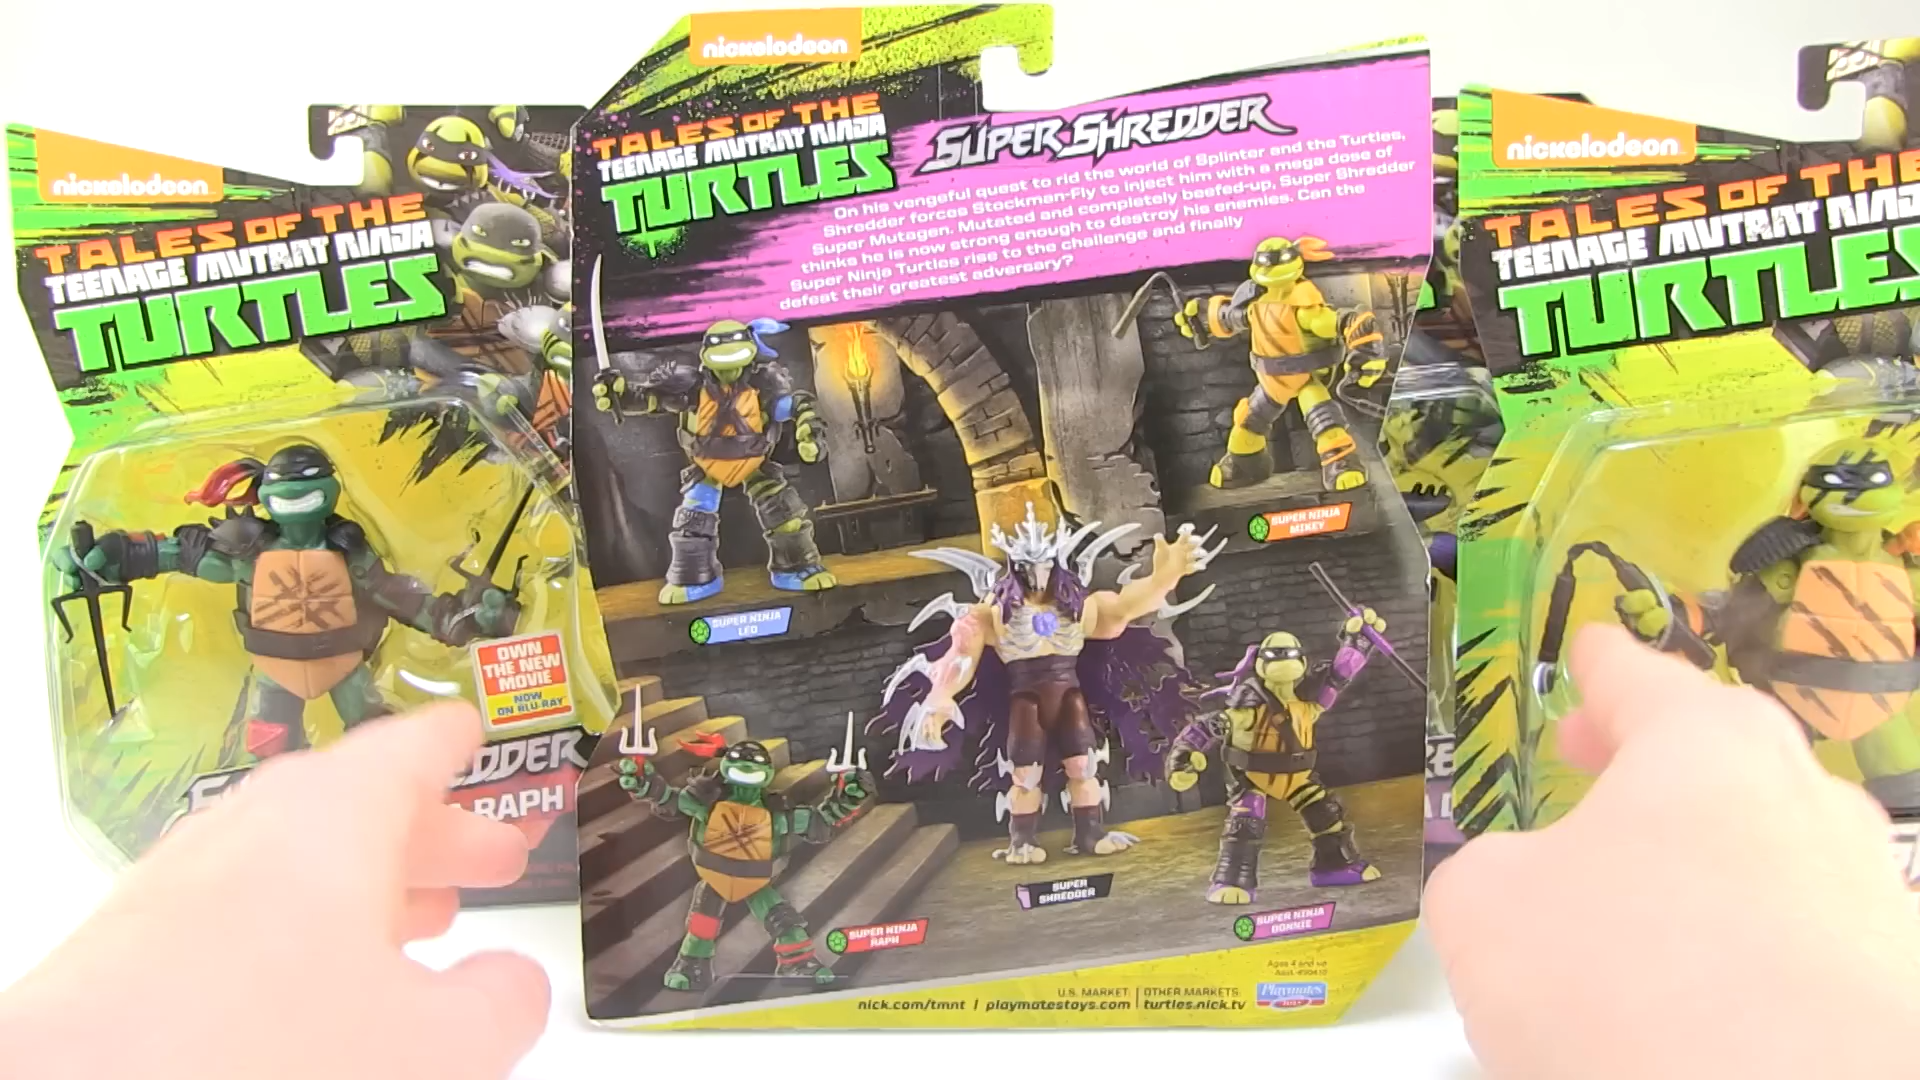 nickelodeon
TALES OF THE
TEENAGE MUTANT NINJA
TURTLES
OWN
THE NEW
MOVIE
NOW
ON BLU-RAY
EDDER
RAPH
nickelodeon
TALES OF THE
TEENAGE MUTANT NINJA
TURTLES
SUPER SHREDDER
On his vengeful quest to rid the world of Splinter and the Turtles,
Shredder forces Stockman-Fly to inject him with a mega dose of
Super Mutagen. Mutated and completely beefed-up, Super Shredder
thinks he is now strong enough to destroy his enemies. Can the
Super Ninja Turtles rise to the challenge and finally
defeat their greatest adversary?
SUPER NINJA
LEO
SUPER NINJA
MIKEY
SUPER NINJA
RAPH
SUPER
SHREDDER
SUPER NINJA
DONNIE
Ages 4 and up
U.S. MARKET: OTHER MARKETS:
nick.com/tmnt | playmatestoys.com | turtles.nick.tv
Playmates
TOYS
nickelodeon
TALES OF THE
TEENAGE MUTANT NINJA
TURTLES